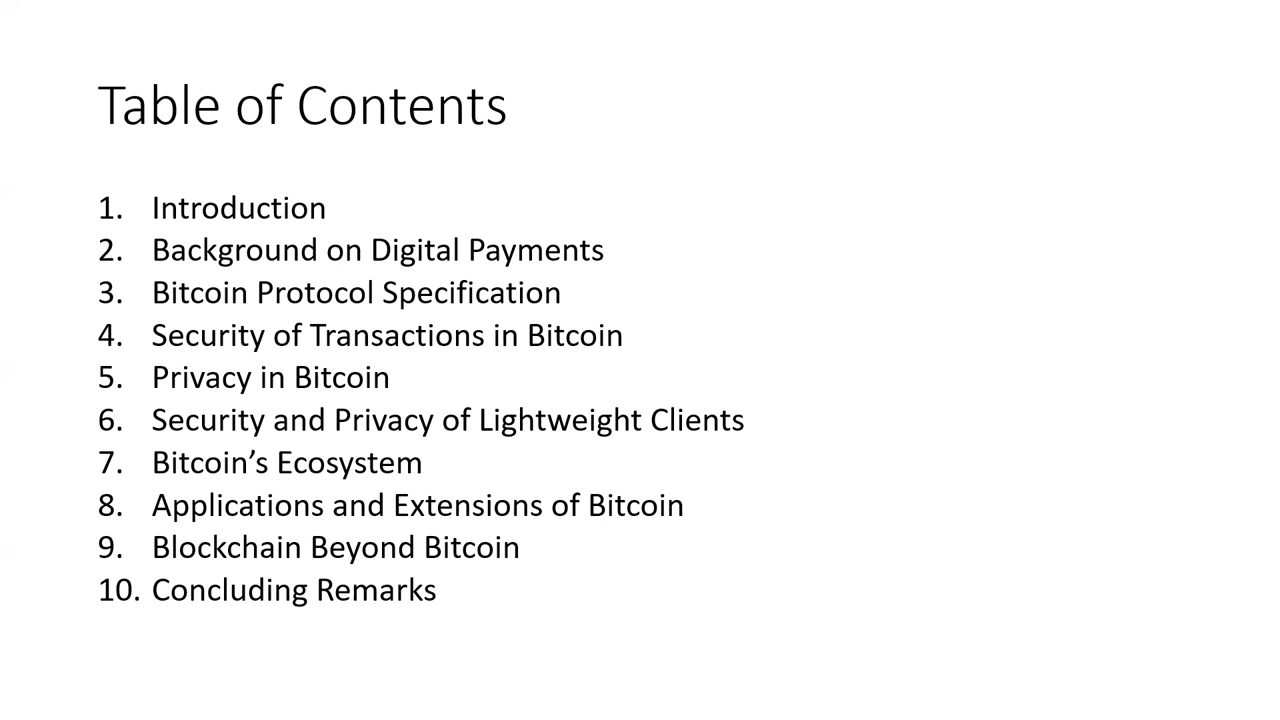 Table of Contents
1. Introduction
2. Background on Digital Payments
3. Bitcoin Protocol Specification
4. Security of Transactions in Bitcoin
5. Privacy in Bitcoin
6. Security and Privacy of Lightweight Clients
7. Bitcoin’s Ecosystem
8. Applications and Extensions of Bitcoin
9. Blockchain Beyond Bitcoin
10. Concluding Remarks